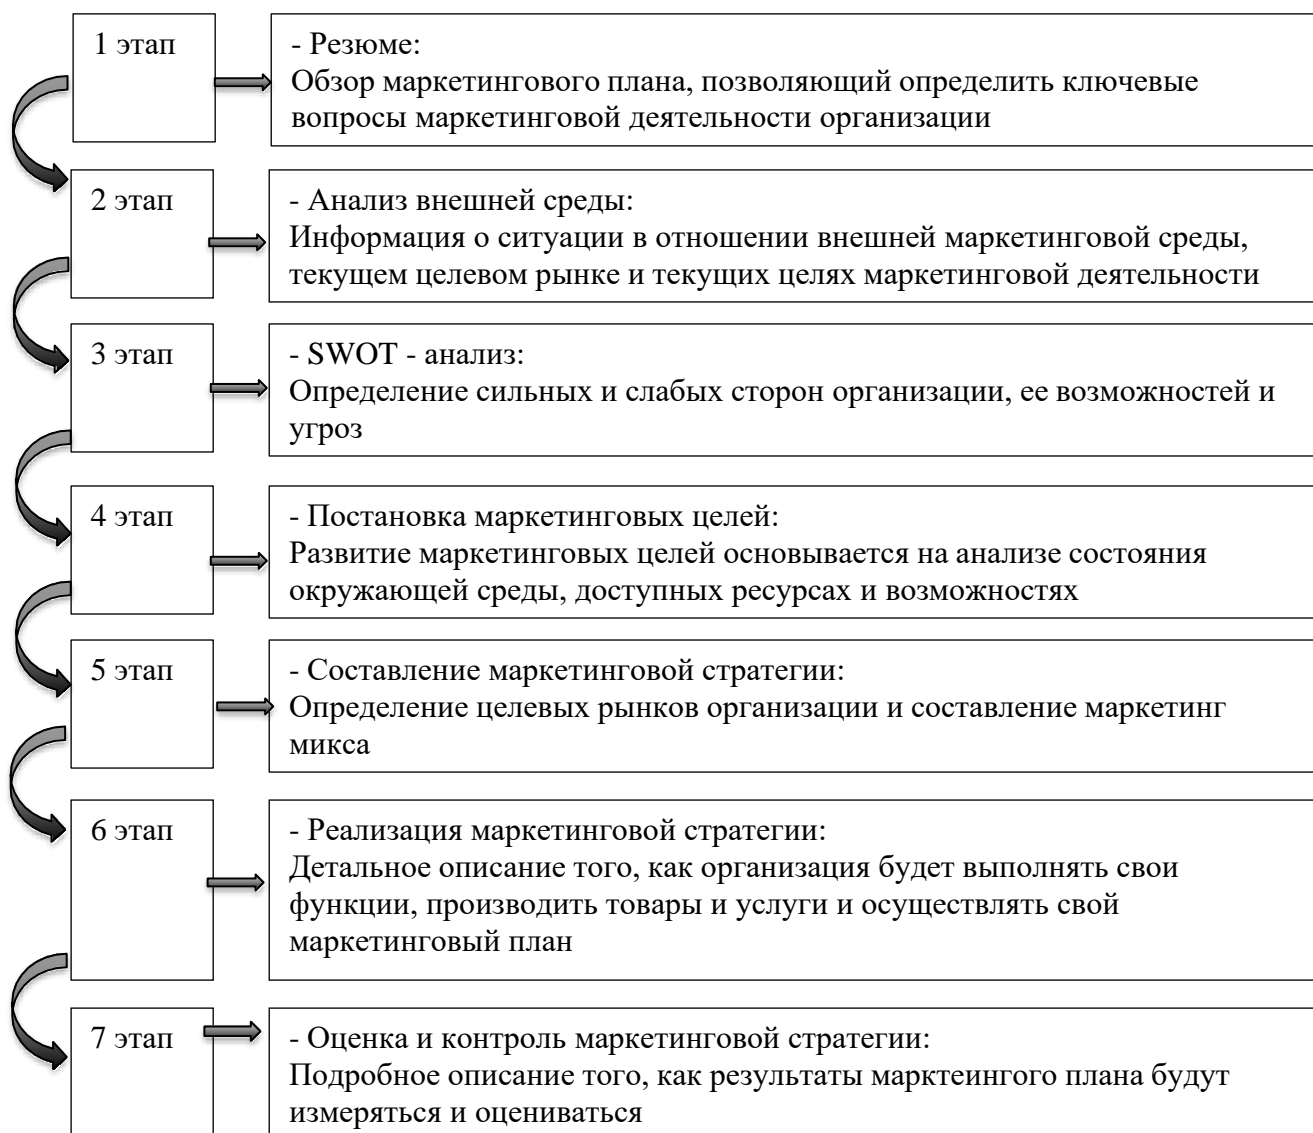 1 этап
- Резюме:
Обзор маркетингового плана, позволяющий определить ключевые
вопросы маркетинговой деятельности организации
2 этап
- Анализ внешней среды:
Информация о ситуации в отношении внешней маркетинговой среды,
текущем целевом рынке и текущих целях маркетинговой деятельности
3 этап
- SWOT - анализ:
Определение сильных и слабых сторон организации, ее возможностей и
угроз
4 этап
- Постановка маркетинговых целей:
Развитие маркетинговых целей основывается на анализе состояния
окружающей среды, доступных ресурсах и возможностях
5 этап
- Составление маркетинговой стратегии:
Определение целевых рынков организации и составление маркетинг
микса
6 этап
- Реализация маркетинговой стратегии:
Детальное описание того, как организация будет выполнять свои
функции, производить товары и услуги и осуществлять свой
маркетинговый план
7 этап
- Оценка и контроль маркетинговой стратегии:
Подробное описание того, как результаты марктеингого плана будут
измеряться и оцениваться